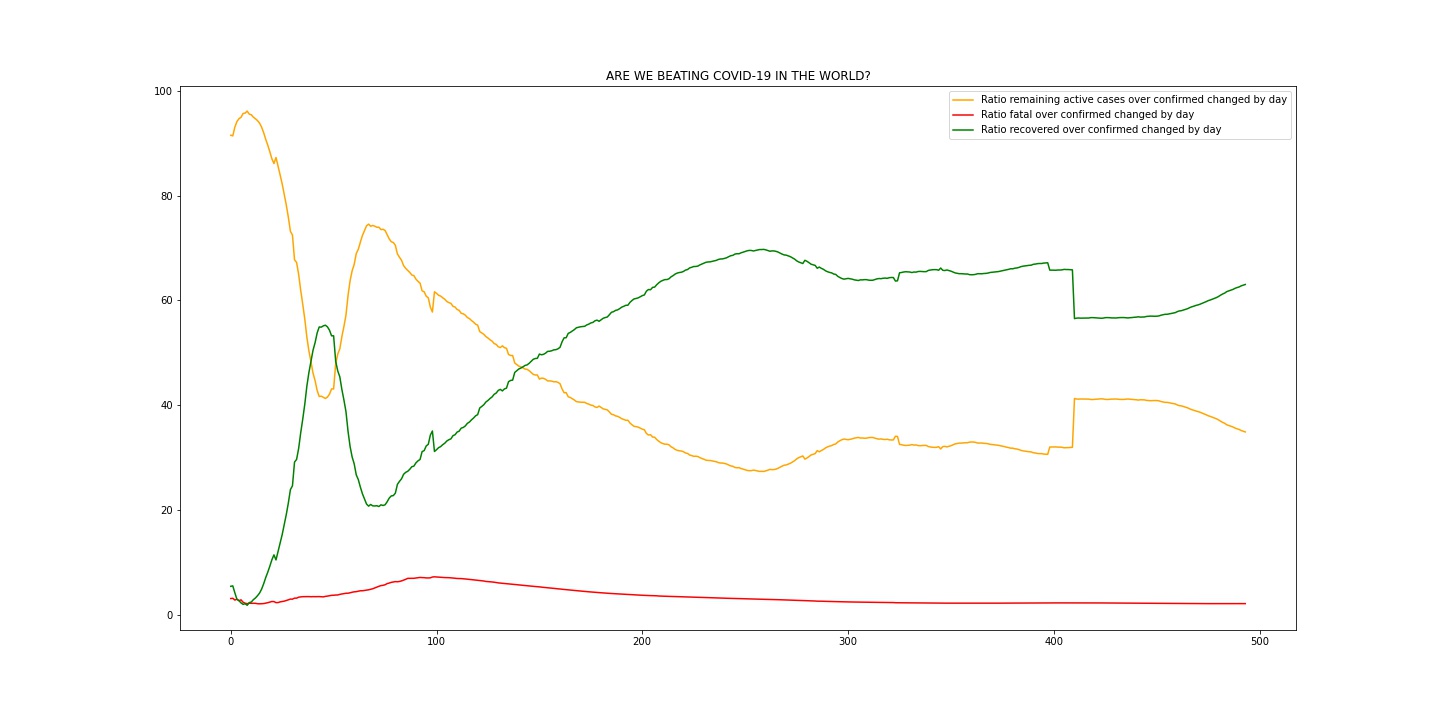 ARE WE BEATING COVID-19 IN THE WORLD?
Ratio remaining active cases over confirmed changed by day
Ratio fatal over confirmed changed by day
Ratio recovered over confirmed changed by day
100
80
60
40
20
0
0 100 200 300 400 500